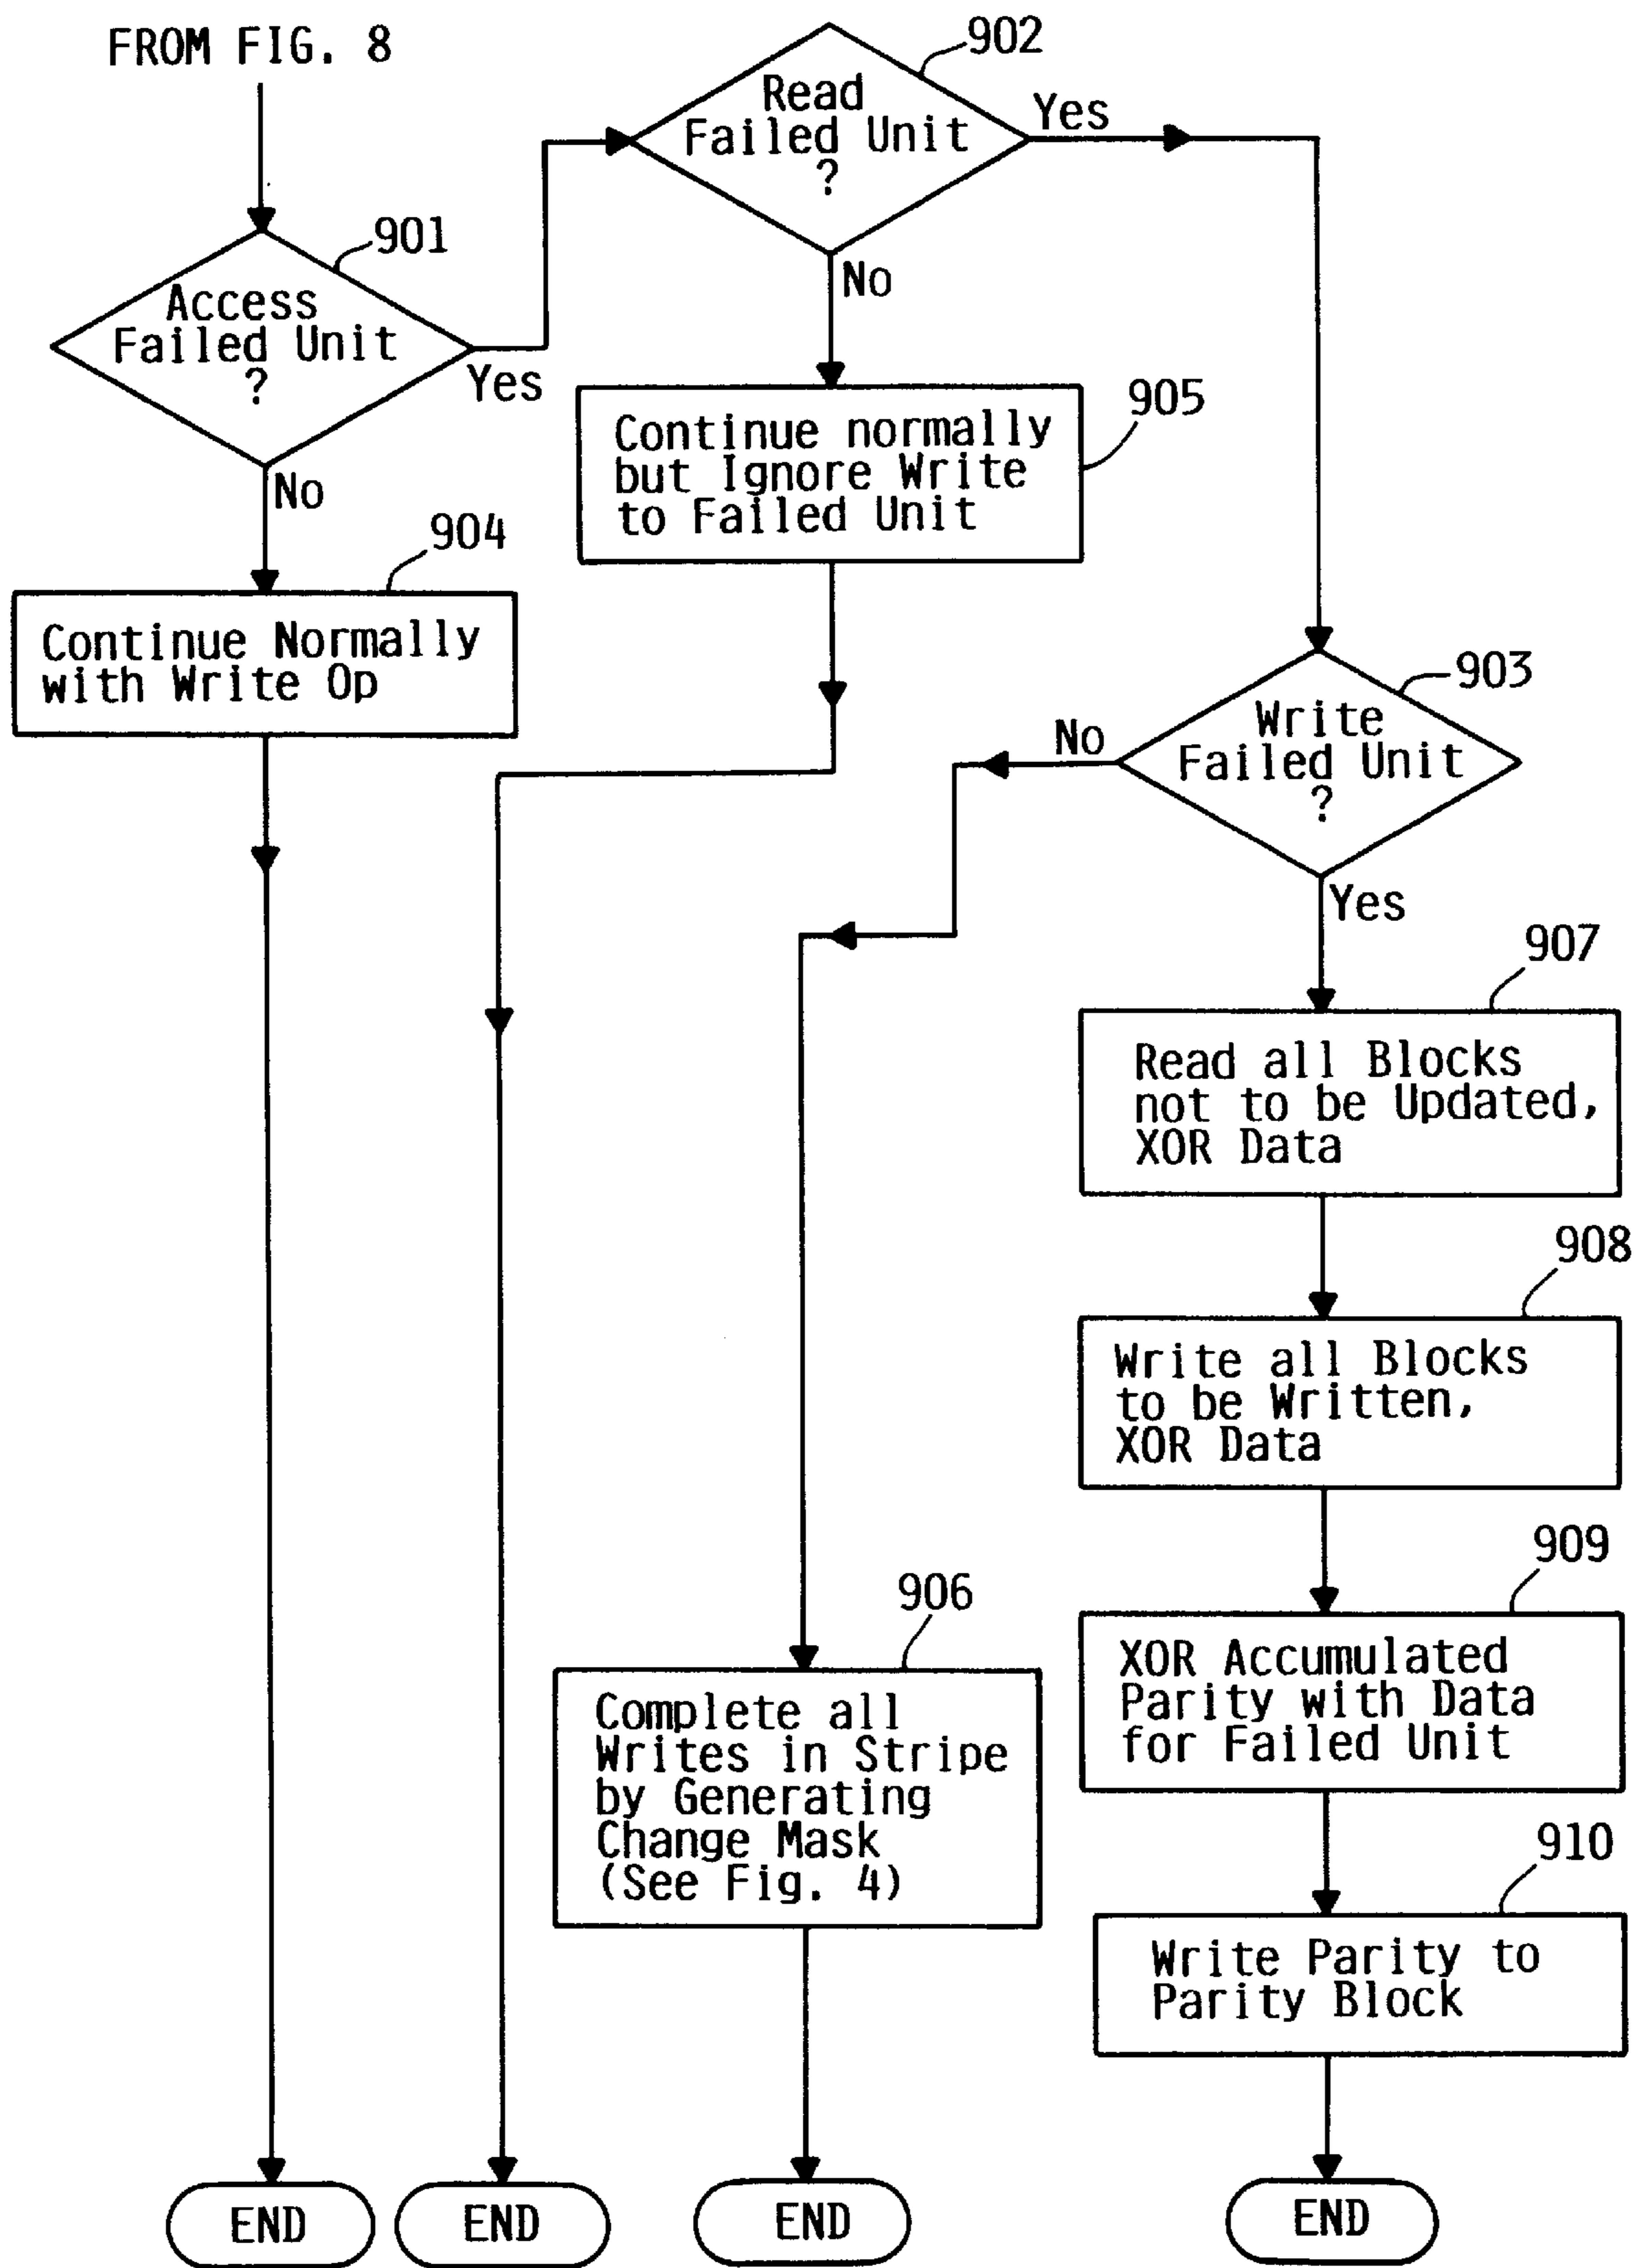 FROM FIG. 8
902
Read
Failed Unit
?
Yes
No
901
Access
Failed Unit
?
Yes
No
905
Continue normally
but Ignore Write
to Failed Unit
904
Continue Normally
with Write Op
903
Write
Failed Unit
?
No
Yes
907
Read all Blocks
not to be Updated,
XOR Data
908
Write all Blocks
to be Written,
XOR Data
909
XOR Accumulated
Parity with Data
for Failed Unit
906
Complete all
Writes in Stripe
by Generating
Change Mask
(See Fig. 4)
910
Write Parity to
Parity Block
END
END
END
END